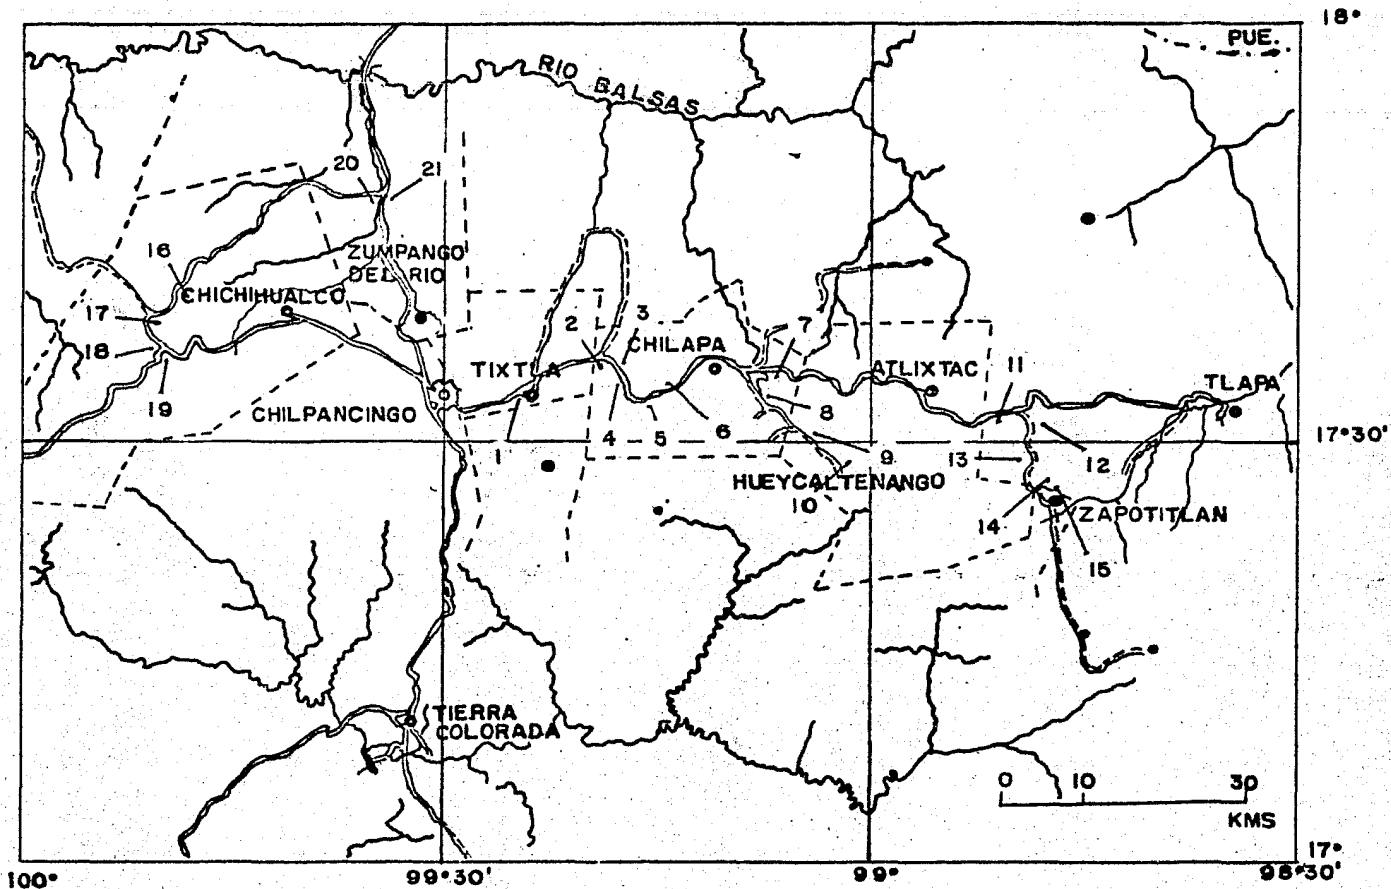 18°
PUE.
RIO BALSAS
20
21
ZUMPANGO
DEL RIO
16
CHICHIHUALCO
17
18
19
2
3
7
CHILAPA
TIXTLA
ATLIXTAC
11
TLAPA
CHILPANCINGO
1
4
5
6
8
9
13
12
17°30'
HUEYCALTENANGO
10
14
ZAPOTITLAN
15
TIERRA
COLORADA
0 10 30
KMS
17°
100°
99°30'
99°
98°30'